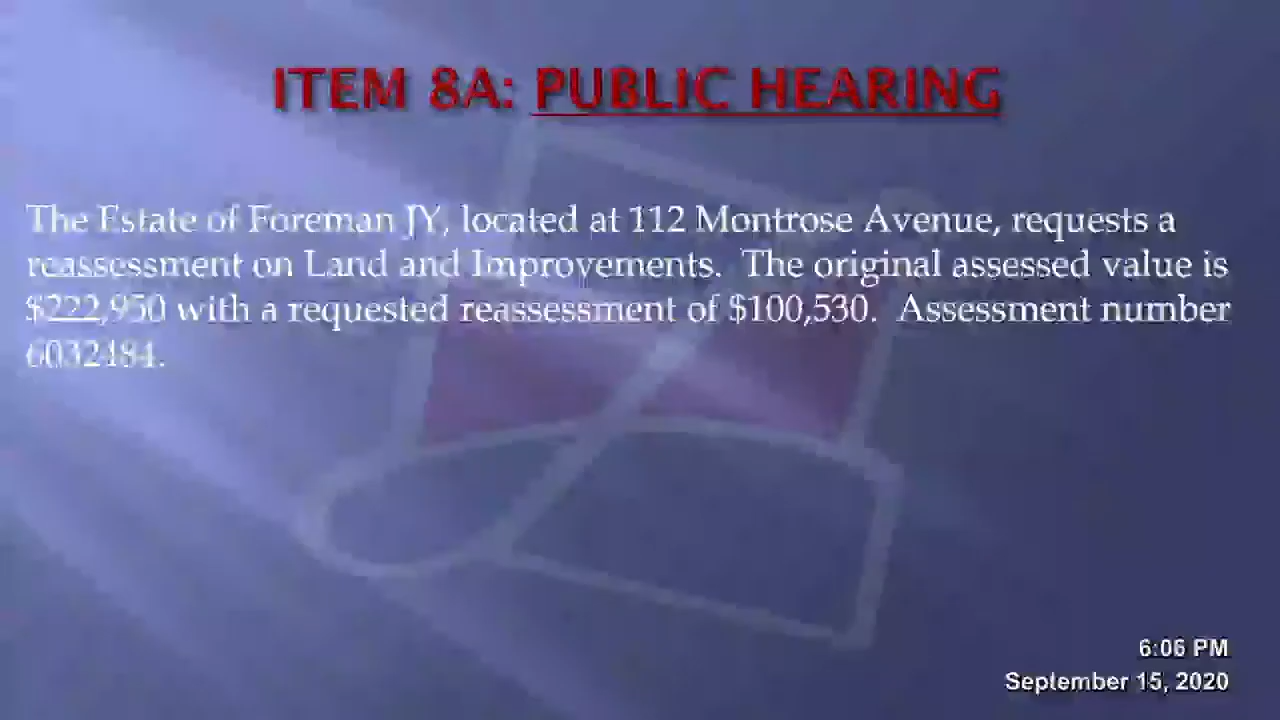 ITEM 8A: PUBLIC HEARING
The Estate of Foreman JY, located at 112 Montrose Avenue, requests a
reassessment on Land and Improvements.  The original assessed value is
$222,950 with a requested reassessment of $100,530.  Assessment number
6032484.
6:06 PM
September 15, 2020